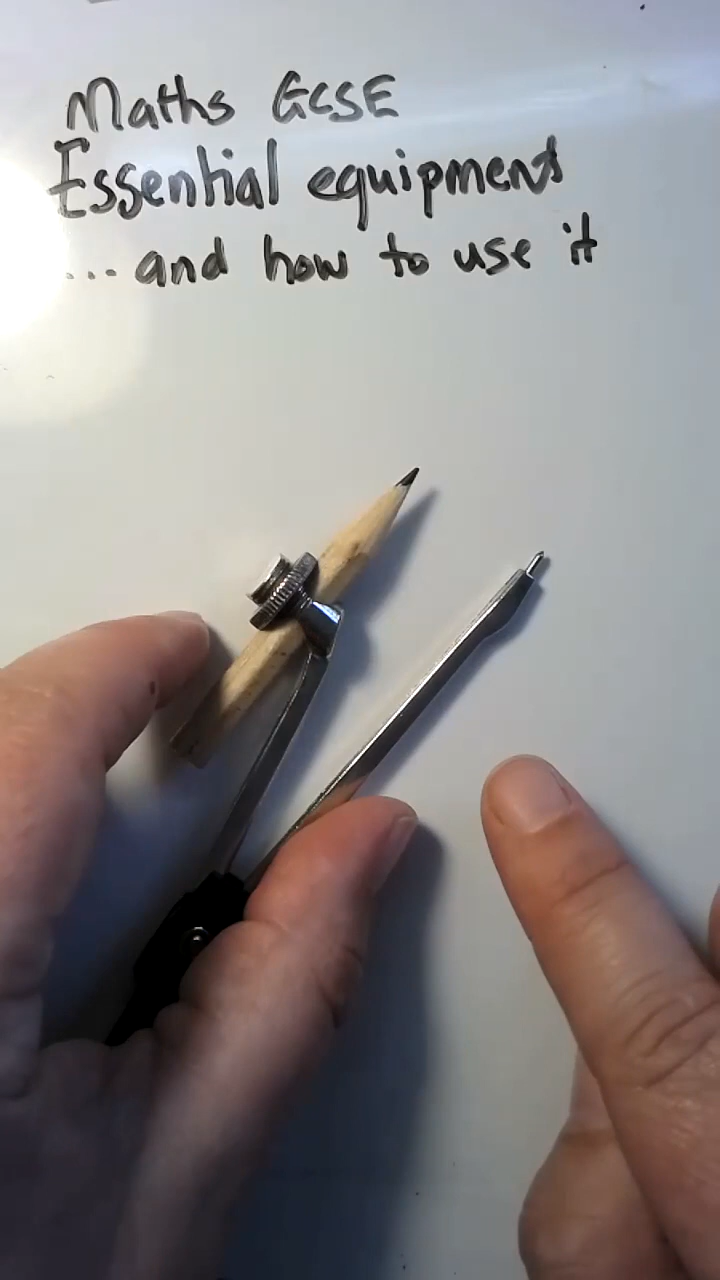 Maths GCSE
Essential equipment
...and how to use it